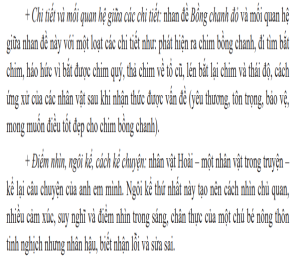 + Chi tiết và mối quan hệ giữa các chi tiết: nhan đề Bồng chanh đỏ và mối quan hệ
giữa nhan đề này với một loạt các chi tiết như: phát hiện ra chim bồng chanh, đi tìm bắt
chim, háo hức vì bắt được chim quý, thả chim về tổ cũ, lén bắt lại chim và thái độ, cách
ứng xử của các nhân vật sau khi nhận thức được vấn đề (yêu thương, tôn trọng, bảo vệ,
mong muốn điều tốt đẹp cho chim bồng chanh).
+ Điểm nhìn, ngôi kể, cách kể chuyện: nhân vật Hoài – một nhân vật trong truyện –
kể lại câu chuyện của anh em mình. Ngôi kể thứ nhất này tạo nên cách nhìn chủ quan,
nhiều cảm xúc, suy nghĩ và điểm nhìn trong sáng, chân thực của một chú bé nông thôn
tinh nghịch nhưng nhân hậu, biết nhận lỗi và sửa sai.